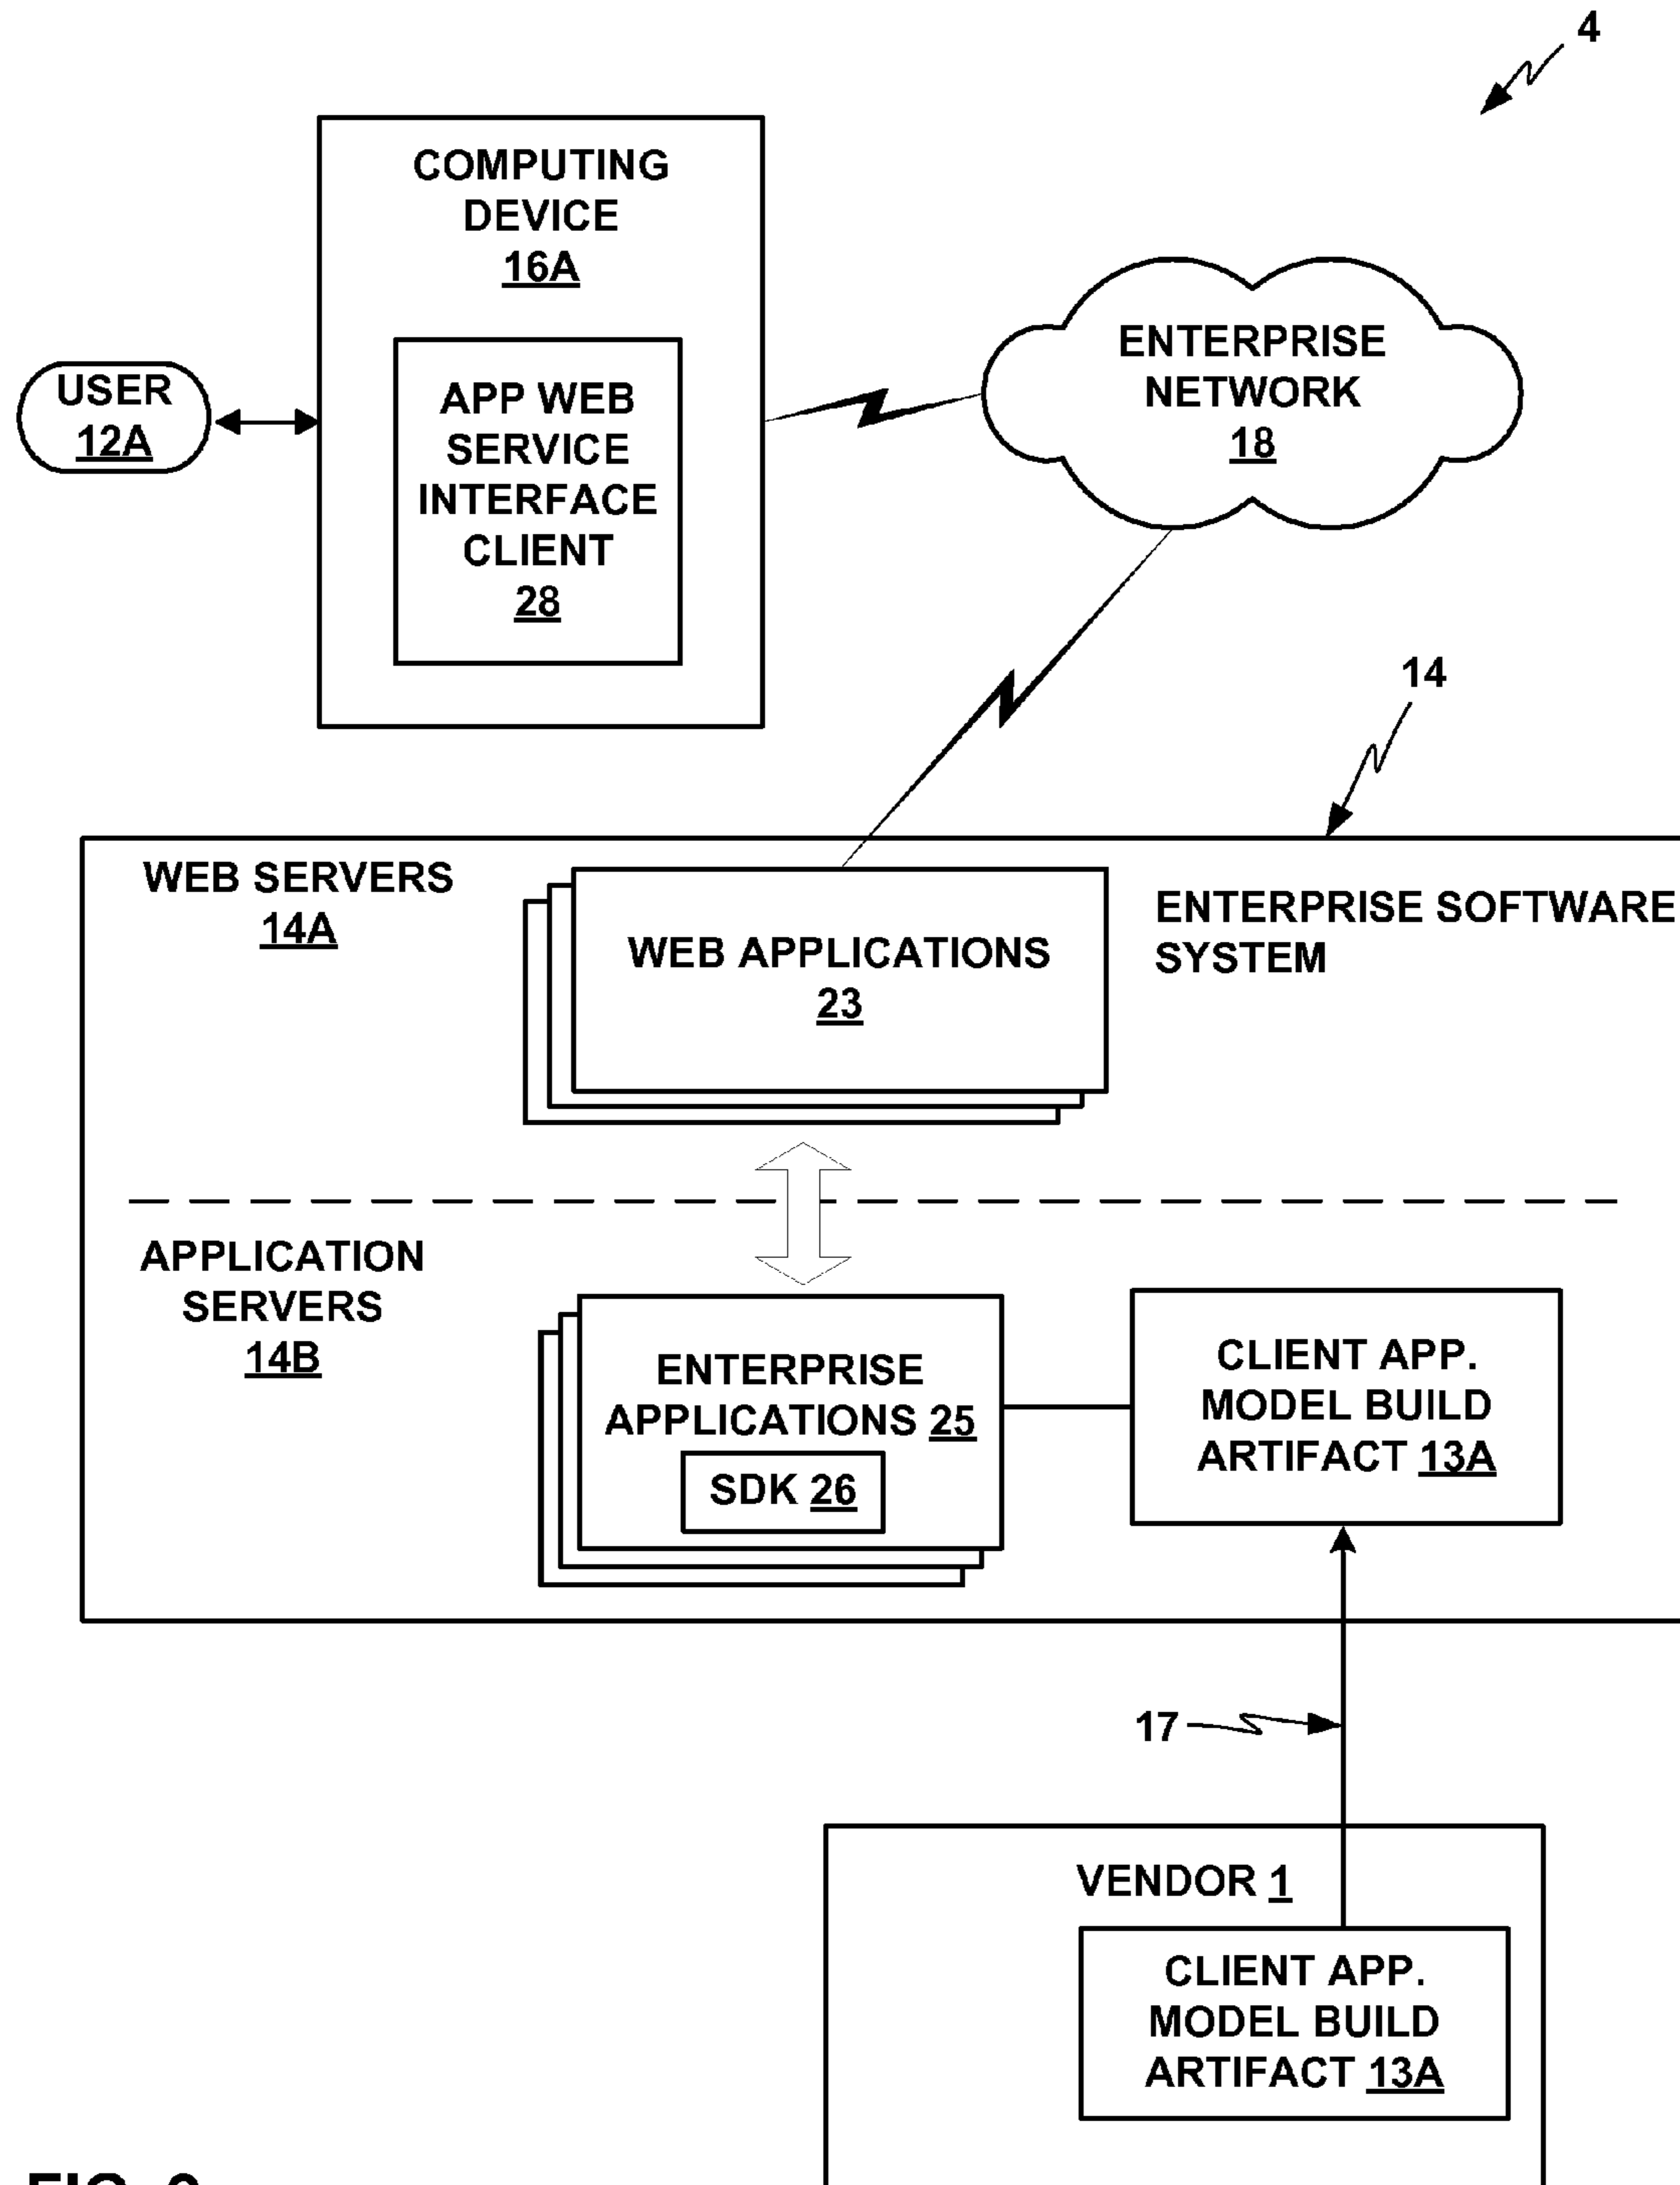 4
COMPUTING
DEVICE
16A
APP WEB
SERVICE
INTERFACE
CLIENT
28
USER
12A
ENTERPRISE
NETWORK
18
14
WEB SERVERS
14A
WEB APPLICATIONS
23
ENTERPRISE SOFTWARE
SYSTEM
APPLICATION
SERVERS
14B
ENTERPRISE
APPLICATIONS 25
SDK 26
CLIENT APP.
MODEL BUILD
ARTIFACT 13A
17
VENDOR 1
CLIENT APP.
MODEL BUILD
ARTIFACT 13A